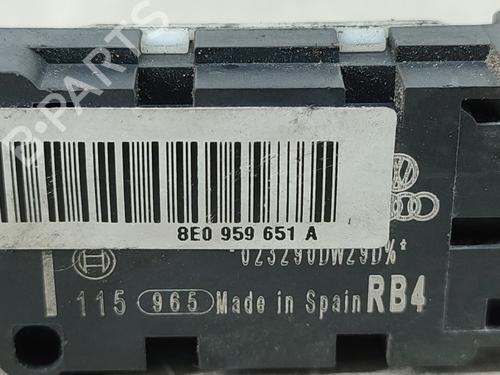 B-PARTS
8E0 959 651 A
*023290DW29D%*
115 965 Made in Spain RB4